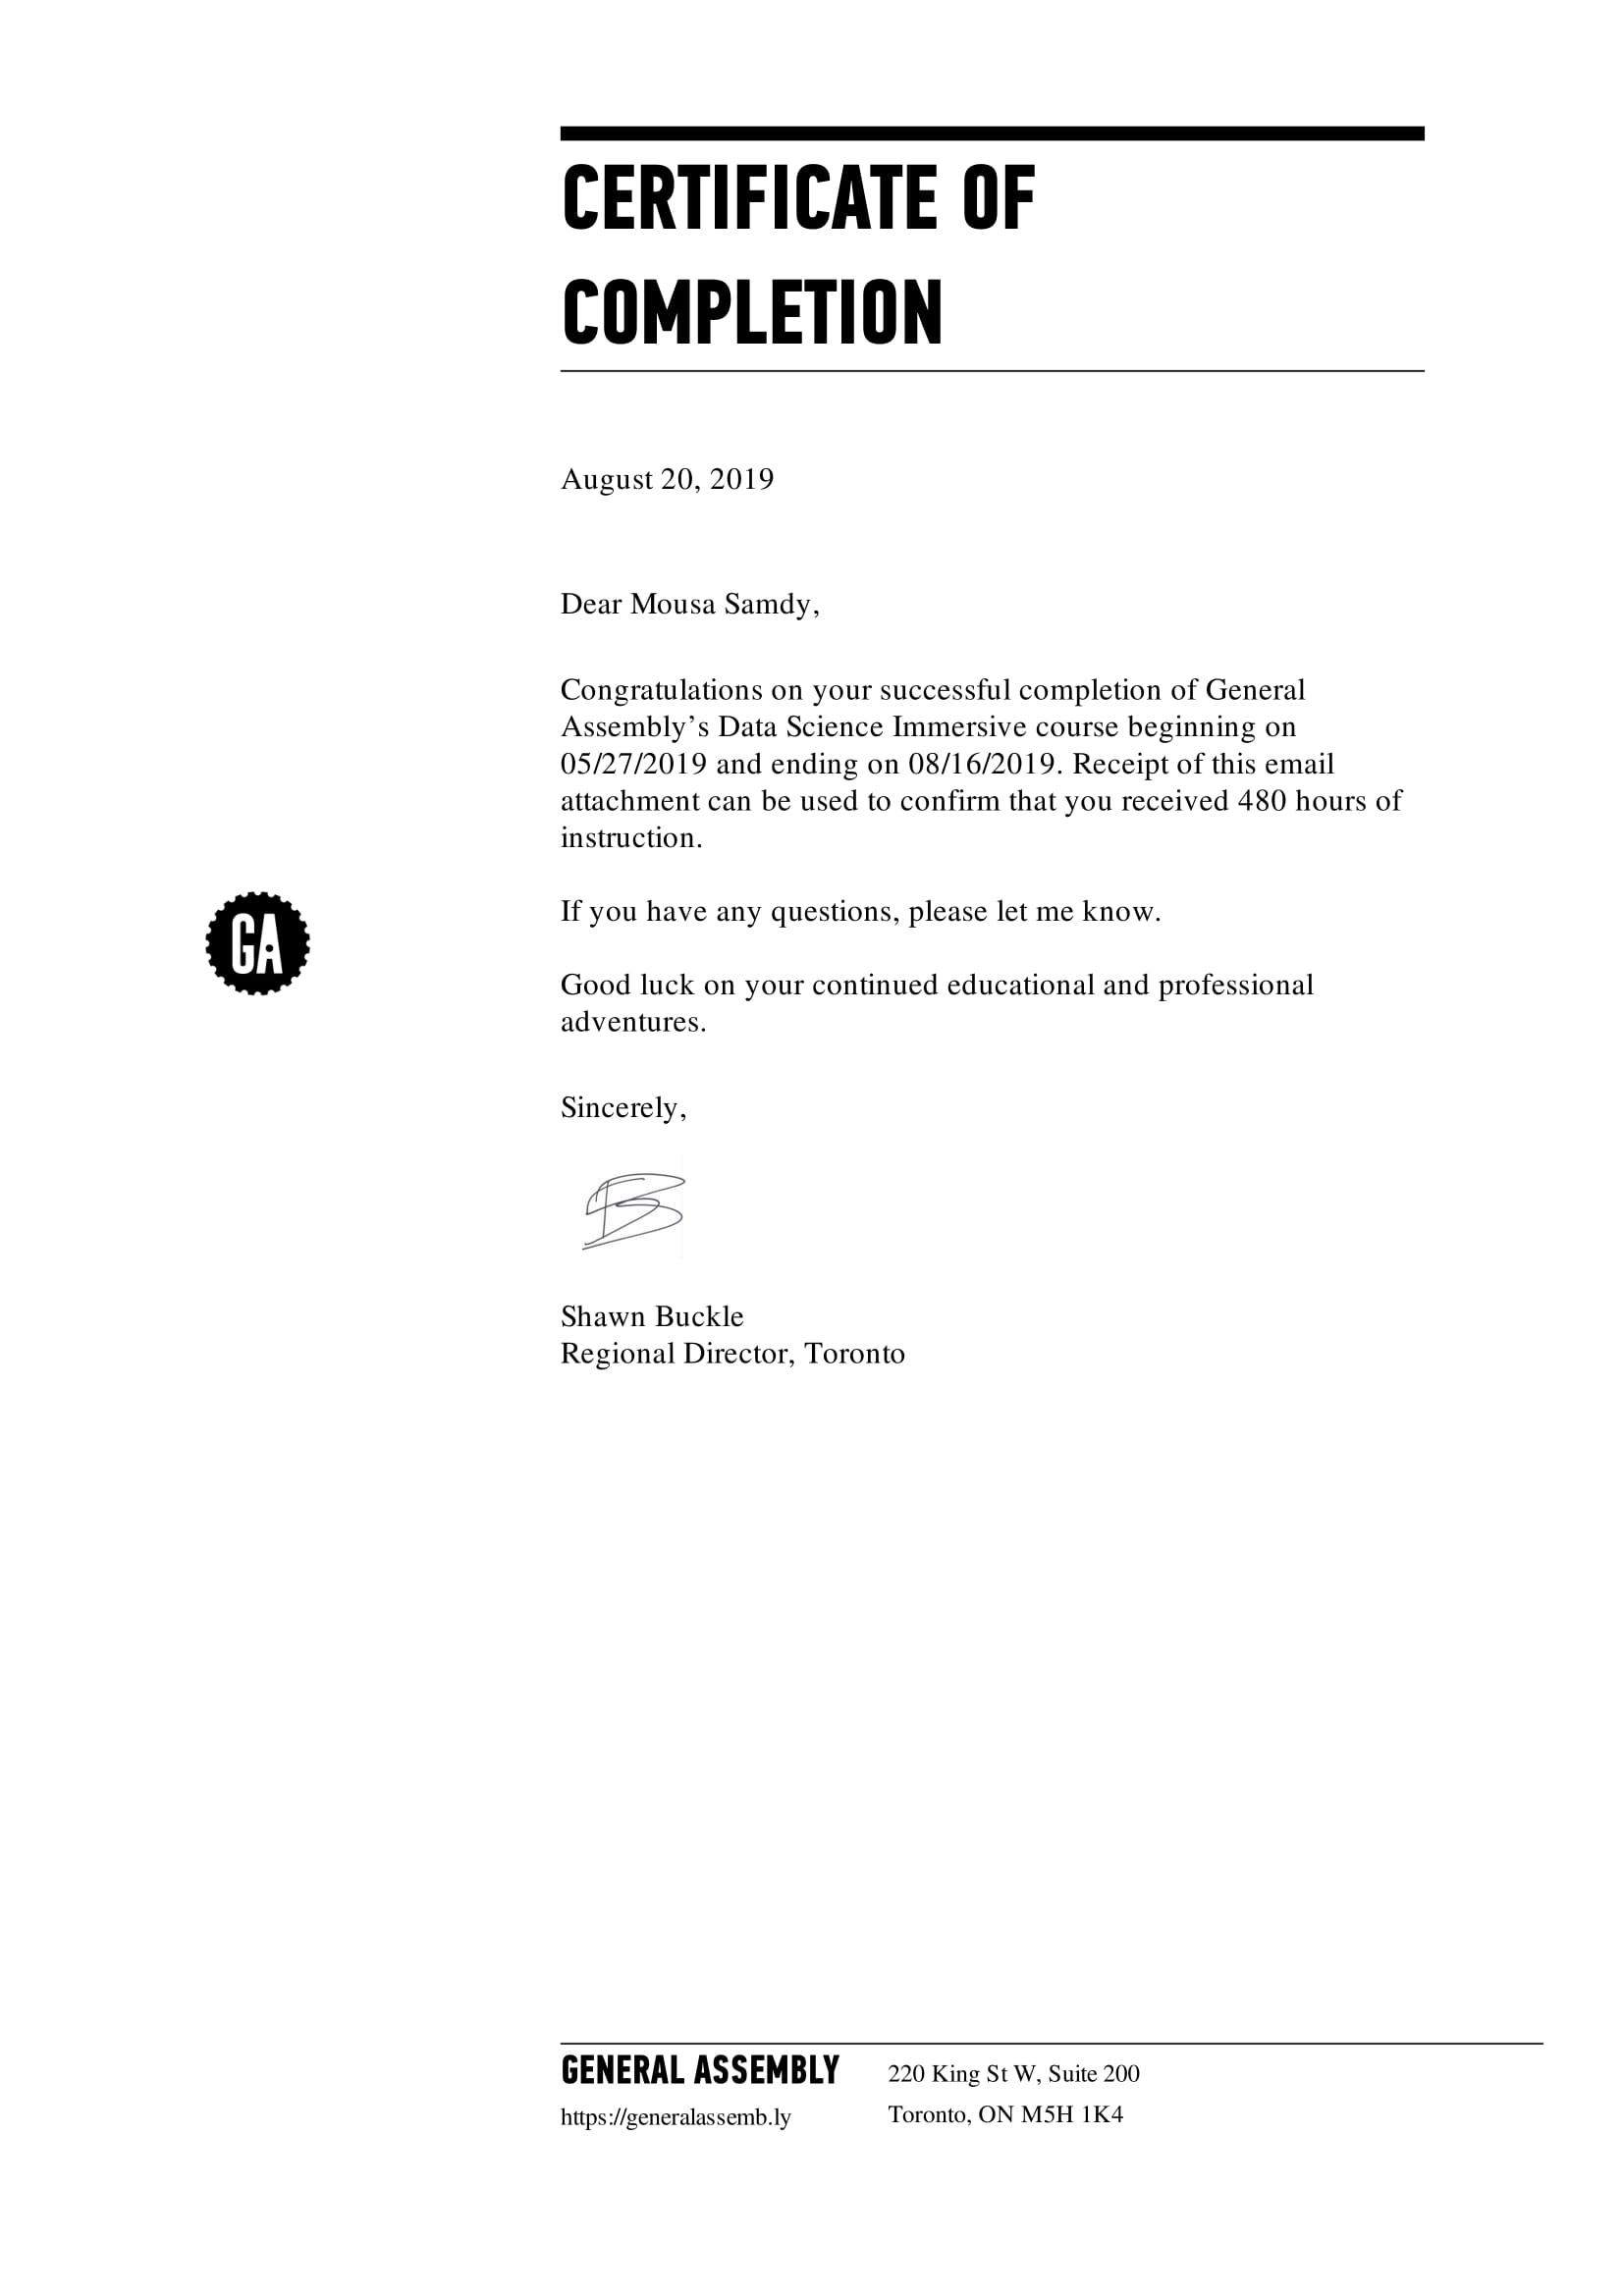 CERTIFICATE OF
COMPLETION
August 20, 2019
Dear Mousa Samdy,
Congratulations on your successful completion of General
Assembly’s Data Science Immersive course beginning on
05/27/2019 and ending on 08/16/2019. Receipt of this email
attachment can be used to confirm that you received 480 hours of
instruction.
GA
If you have any questions, please let me know.
Good luck on your continued educational and professional
adventures.
Sincerely,
Shawn Buckle
Regional Director, Toronto
GENERAL ASSEMBLY
https://generalassemb.ly
220 King St W, Suite 200
Toronto, ON M5H 1K4